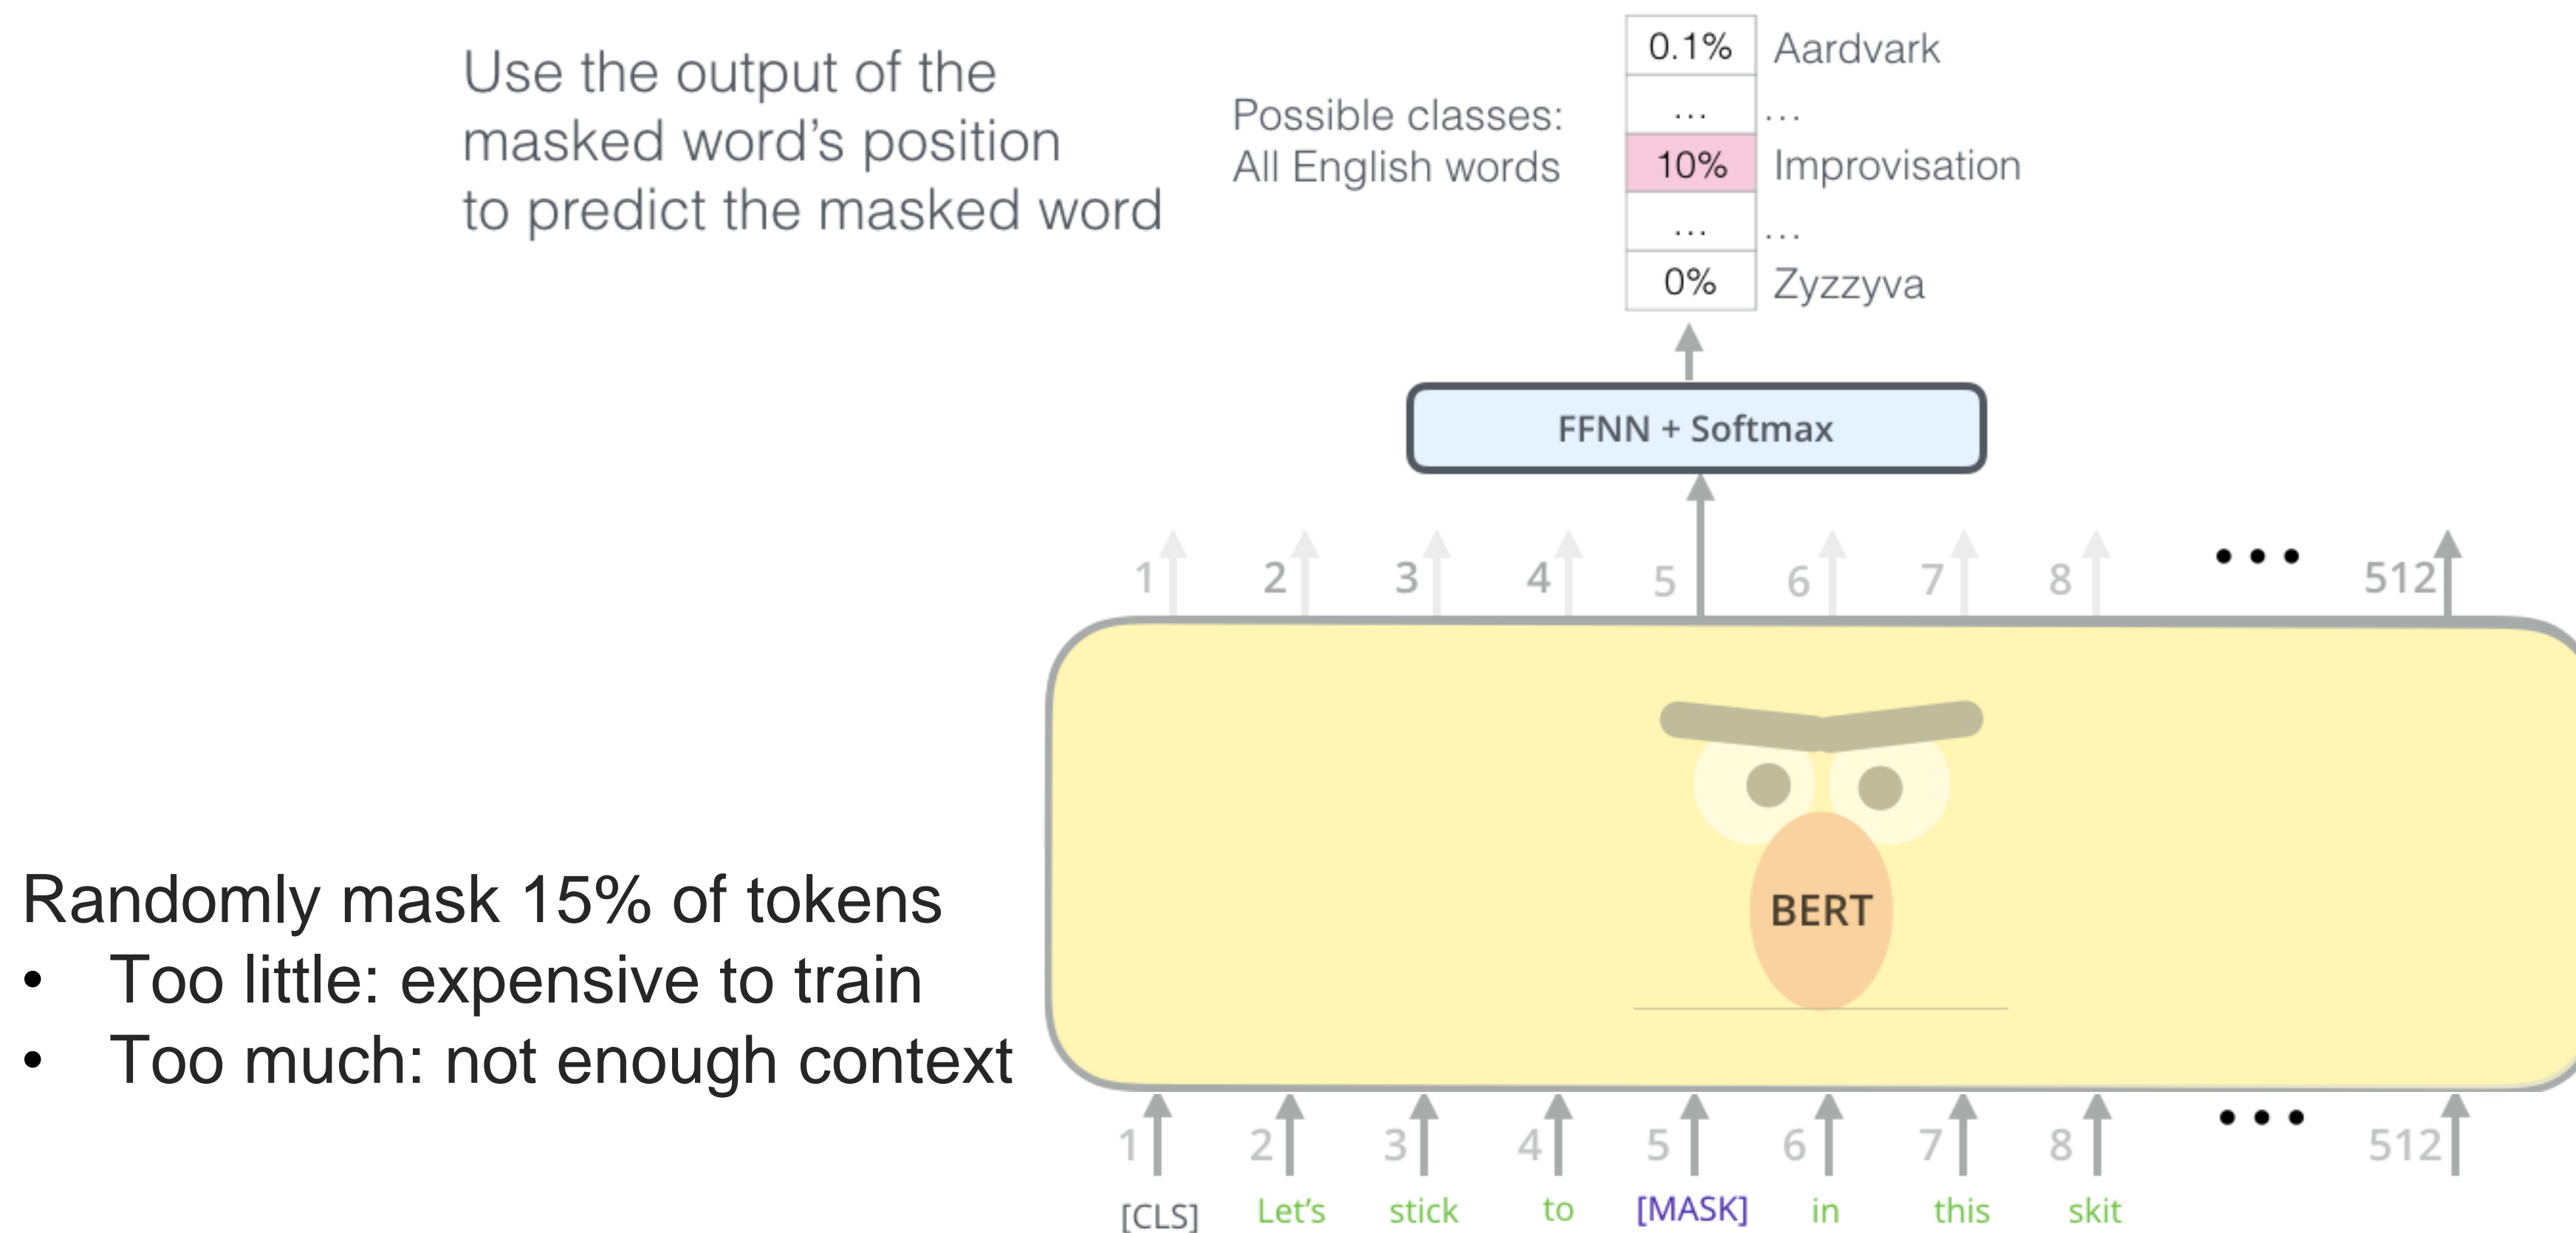 Use the output of the
masked word's position
to predict the masked word
Possible classes:
All English words
0.1% Aardvark
... ...
10% Improvisation
... ...
0% Zyzzyva
FFNN + Softmax
1 2 3 4 5 6 7 8 ... 512
BERT
Randomly mask 15% of tokens
• Too little: expensive to train
• Too much: not enough context
1 2 3 4 5 6 7 8 ... 512
[CLS] Let's stick to [MASK] in this skit